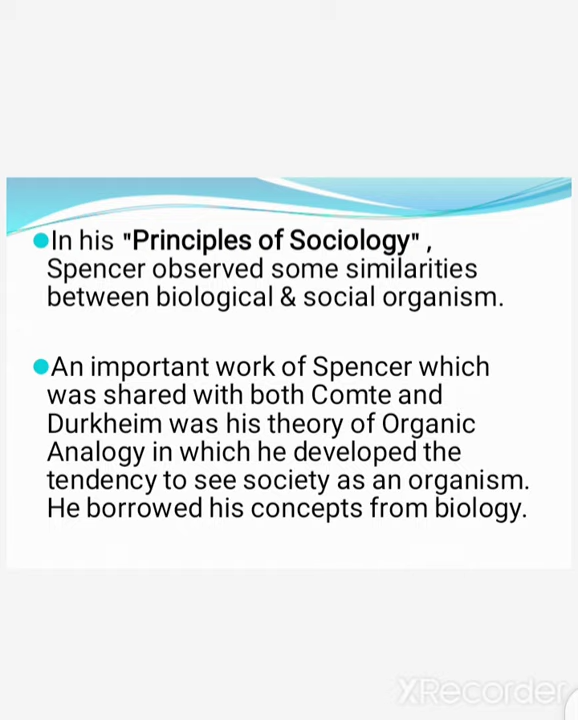 In his "Principles of Sociology" ,
Spencer observed some similarities
between biological & social organism.
An important work of Spencer which
was shared with both Comte and
Durkheim was his theory of Organic
Analogy in which he developed the
tendency to see society as an organism.
He borrowed his concepts from biology.
XRecorder